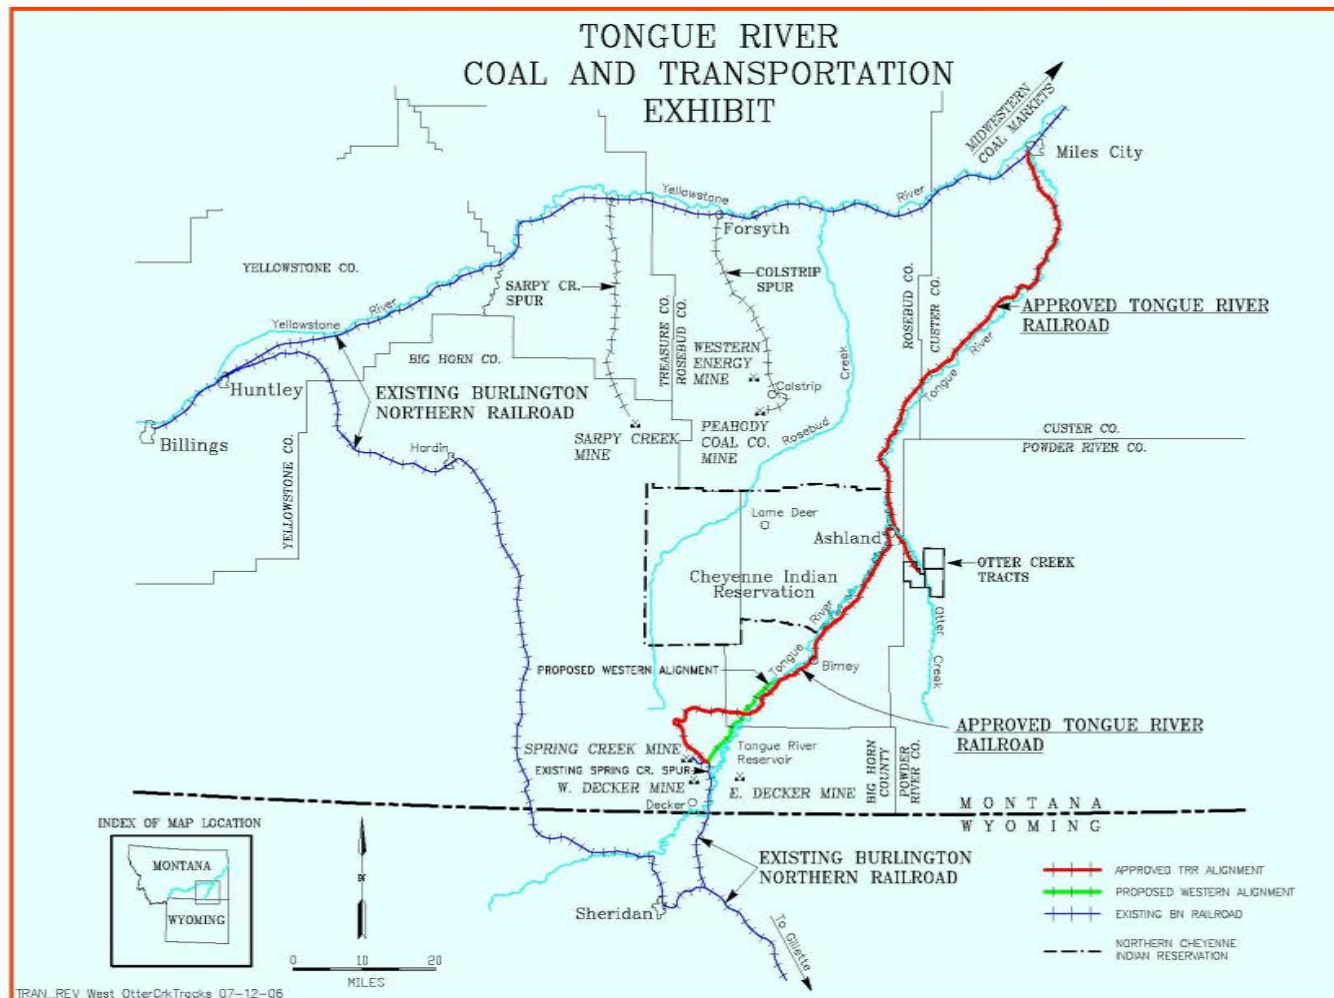 TONGUE RIVER
COAL AND TRANSPORTATION
EXHIBIT
MIDWESTERN
COAL MARKETS
Miles City
Yellowstone
River
Forsyth
YELLOWSTONE CO.
SARPY CR.
SPUR
COLSTRIP
SPUR
ROSEBUD CO.
CUSTER CO.
APPROVED TONGUE RIVER
RAILROAD
Yellowstone
River
TREASURE CO.
ROSEBUD CO.
WESTERN
ENERGY
MINE
Creek
River
Tongue
BIG HORN CO.
Huntley
EXISTING BURLINGTON
NORTHERN RAILROAD
Colstrip
Billings
SARPY CREEK
MINE
PEABODY
COAL CO.
MINE
Rosebud
CUSTER CO.
POWDER RIVER CO.
Hardin
YELLOWSTONE CO.
Lame Deer
Ashland
OTTER CREEK
TRACTS
Cheyenne Indian
Reservation
River
Tongue
Otter
Creek
PROPOSED WESTERN ALIGNMENT
Birney
APPROVED TONGUE RIVER
RAILROAD
SPRING CREEK MINE
Tongue River
Reservoir
EXISTING SPRING CR. SPUR
W. DECKER MINE
E. DECKER MINE
BIG HORN
COUNTY
POWDER
RIVER CO.
Decker
MONTANA
WYOMING
INDEX OF MAP LOCATION
MONTANA
WYOMING
N
EXISTING BURLINGTON
NORTHERN RAILROAD
Sheridan
To Gillette
APPROVED TRR ALIGNMENT
PROPOSED WESTERN ALIGNMENT
EXISTING BN RAILROAD
NORTHERN CHEYENNE
INDIAN RESERVATION
0 10 20
MILES
TRAN_REV West OtterCrkTracks 07-12-06